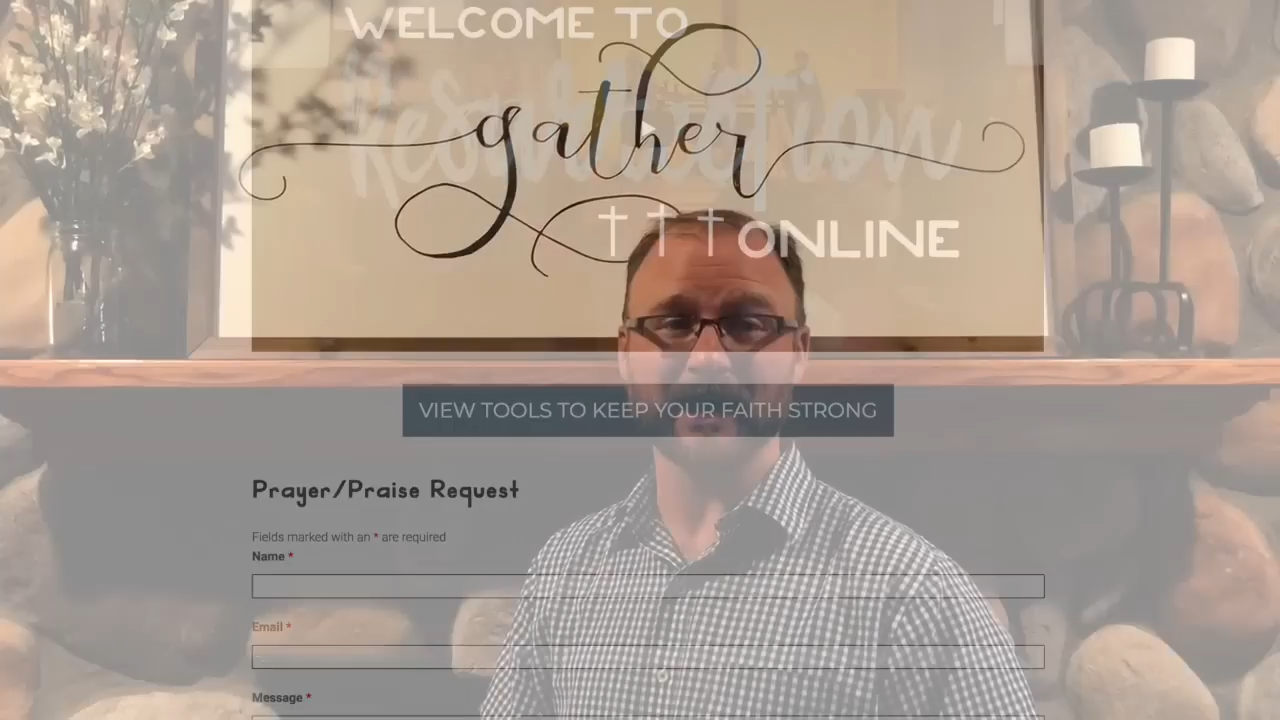 WELCOME TO
gather
Resurrection
ONLINE
VIEW TOOLS TO KEEP YOUR FAITH STRONG
Prayer/Praise Request
Fields marked with an * are required
Name *
Email *
Message *